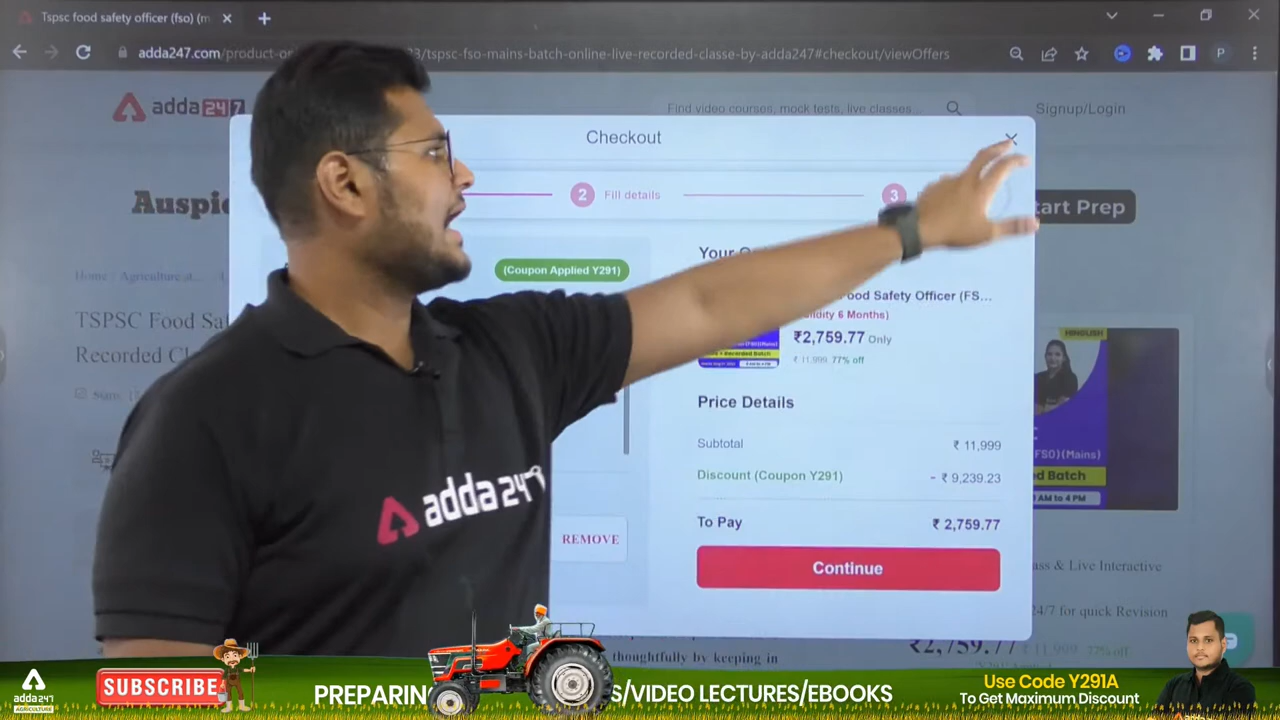 Tspsc food safety officer (fso) (m
adda247.com/product-
3/tspsc-fso-mains-batch-online-live-recorded-classe-by-adda247#checkout/viewOffers
P
adda247
Find video courses, mock tests, live classes...
Signup/Login
Checkout
2 Fill details
3
Auspi
tart Prep
Your O
(Coupon Applied Y291)
Home / Agriculture
ood Safety Officer (FS...
TSPSC Food Saf
Recorded Cl
idity 6 Months)
₹2,759.77 Only
₹ 11,999 77% off
HINGLISH
Price Details
Subtotal
₹ 11,999
Discount (Coupon Y291)
- ₹ 9,239.23
To Pay
₹ 2,759.77
Continue
REMOVE
FSO)(Mains)
d Batch
AM to 4 PM
adda247
ass & Live Interactive
24/7 for quick Revision
₹2,759.77 ₹ 11,999 77% off
thoughtfully by keeping in
adda247
AGRICULTURE
SUBSCRIBE
PREPARIN
S/VIDEO LECTURES/EBOOKS
Use Code Y291A
To Get Maximum Discount